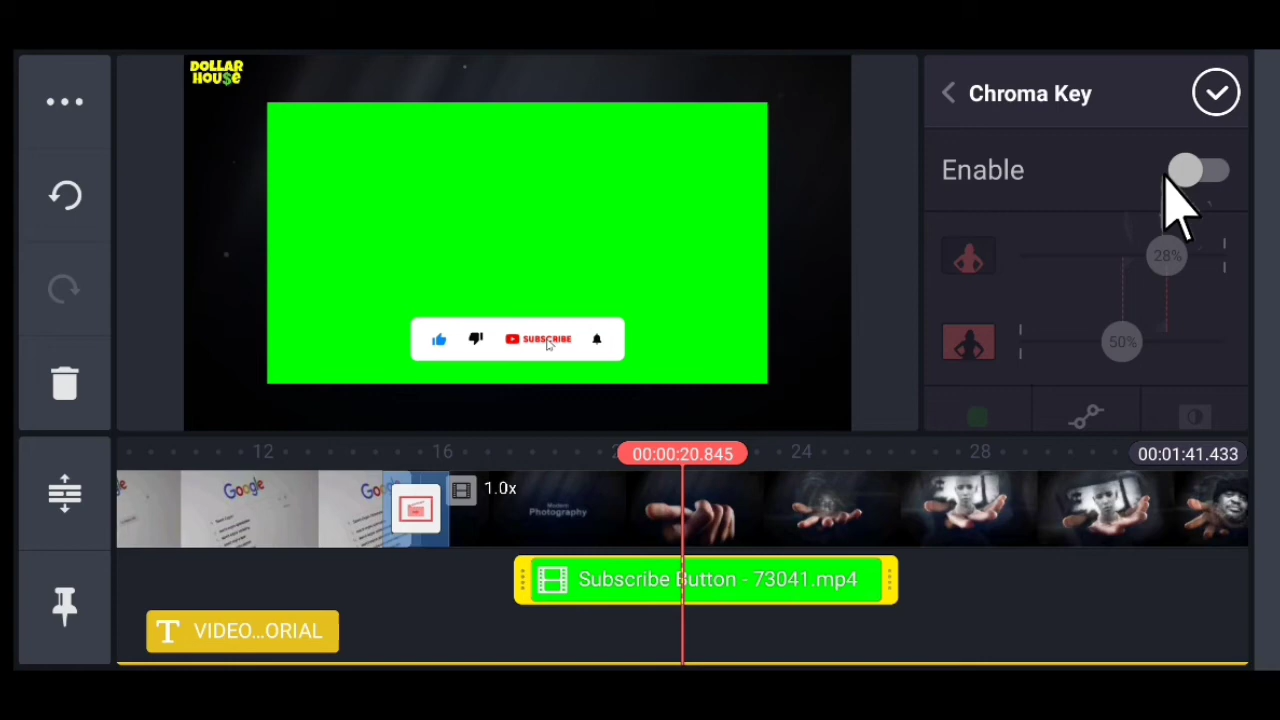 DOLLAR
HOU$e
Chroma Key
Enable
28%
50%
SUBSCRIBE
12
16
00:00:20.845
24
28
00:01:41.433
Google
Google
1.0x
Modern
Photography
Subscribe Button - 73041.mp4
T VIDEO...ORIAL